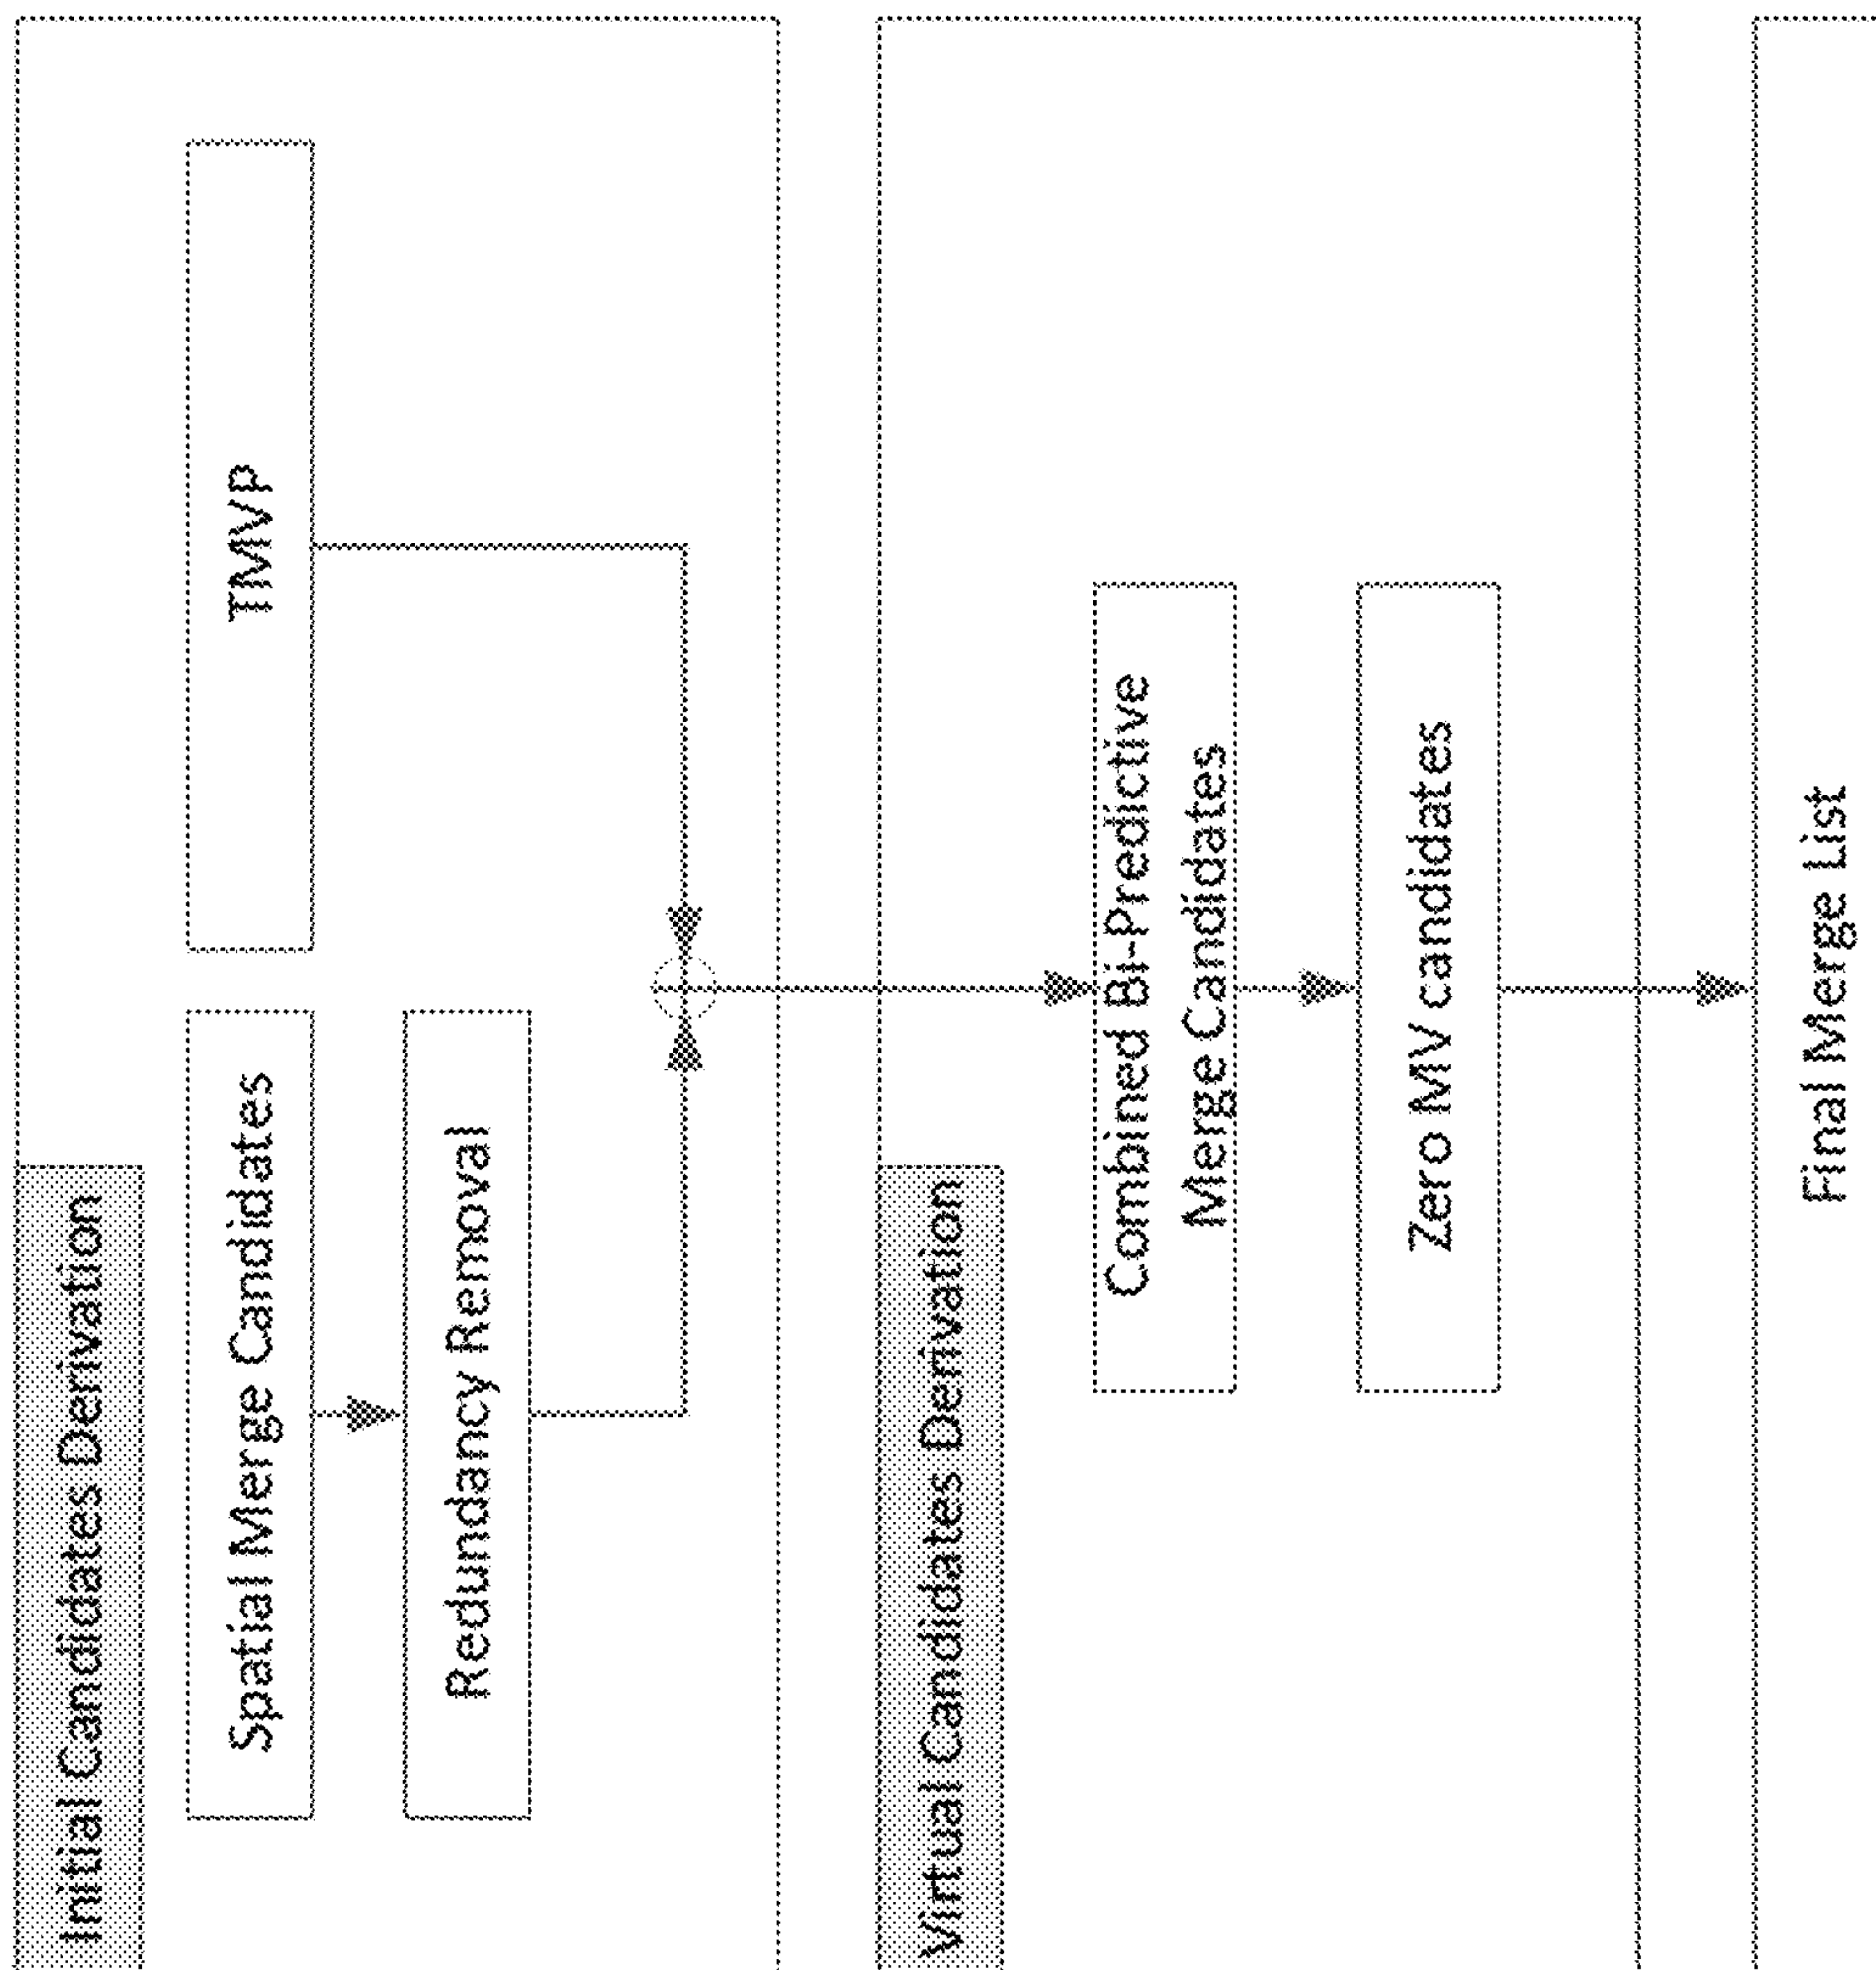 Initial Candidates Derivation
Spatial Merge Candidates
TMVP
Redundancy Removal
Virtual Candidates Derivation
Combined Bi-Predictive
Merge Candidates
Zero MV candidates
Final Merge List